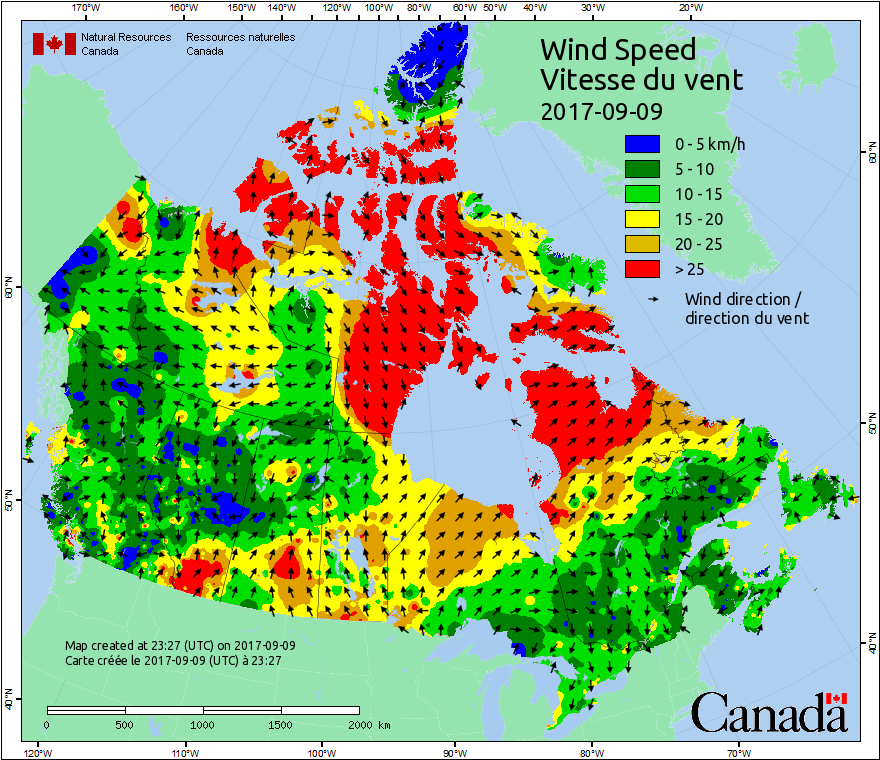 170°W 160°W 150°W 140°W 120°W 100°W 80°W 60°W 50°W 40°W 30°W 20°W
Natural Resources Ressources naturelles
Canada Canada
Wind Speed
Vitesse du vent
2017-09-09
0 - 5 km/h
5 - 10
10 - 15
15 - 20
20 - 25
> 25
Wind direction /
direction du vent
60°N
60°N
50°N
50°N
40°N
40°N
Map created at 23:27 (UTC) on 2017-09-09
Carte créée le 2017-09-09 (UTC) à 23:27
0 500 1000 1500 2000 km
Canada
120°W 110°W 100°W 90°W 80°W 70°W